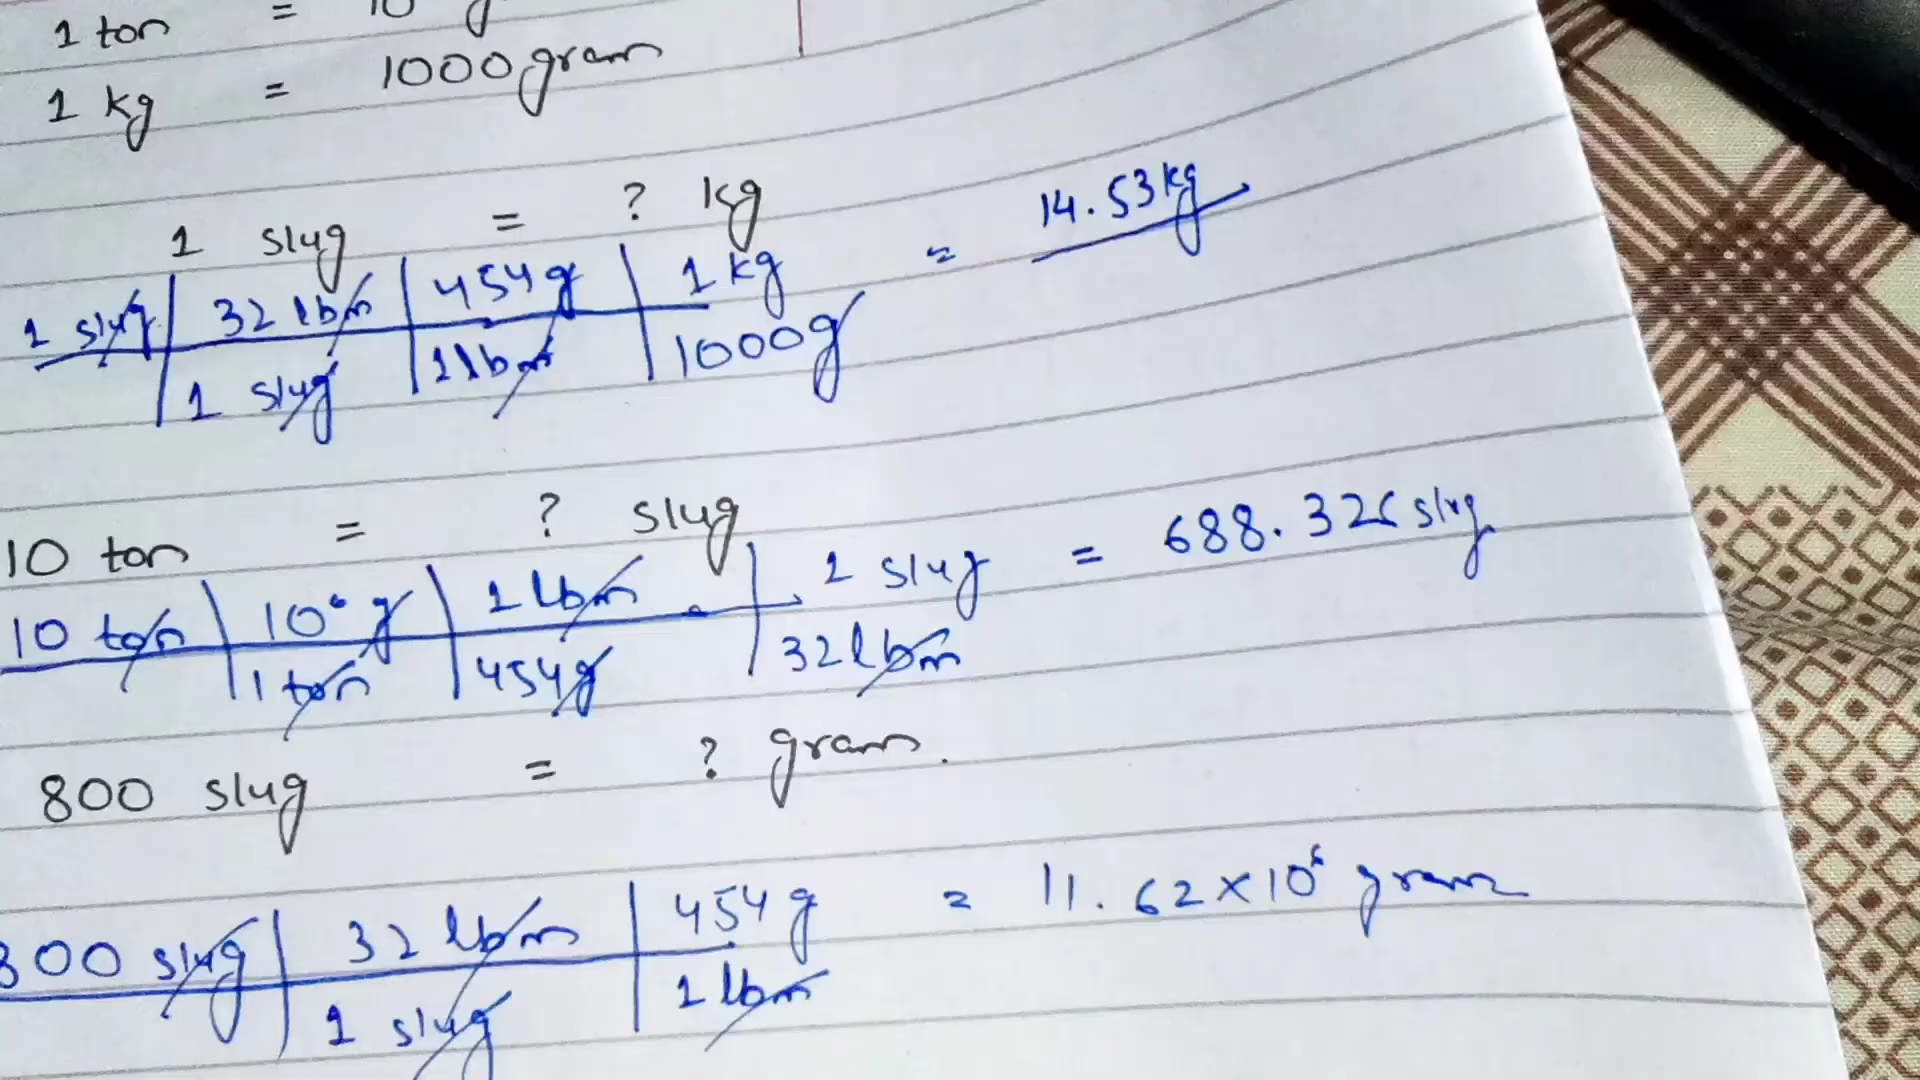 1 ton = 10 g
1 kg = 1000 gram
1 slug = ? kg
1 slug | 32 lbm | 454 g | 1 kg = 14.53 kg
1 slug | 1 lbm | 1000 g
10 ton = ? slug
10 ton | 10⁶ g | 1 lbm | 1 slug = 688.326 slug
1 ton | 454 g | 32 lbm
800 slug = ? gram.
800 slug | 32 lbm | 454 g = 11.62 × 10⁶ gram
1 slug | 1 lbm